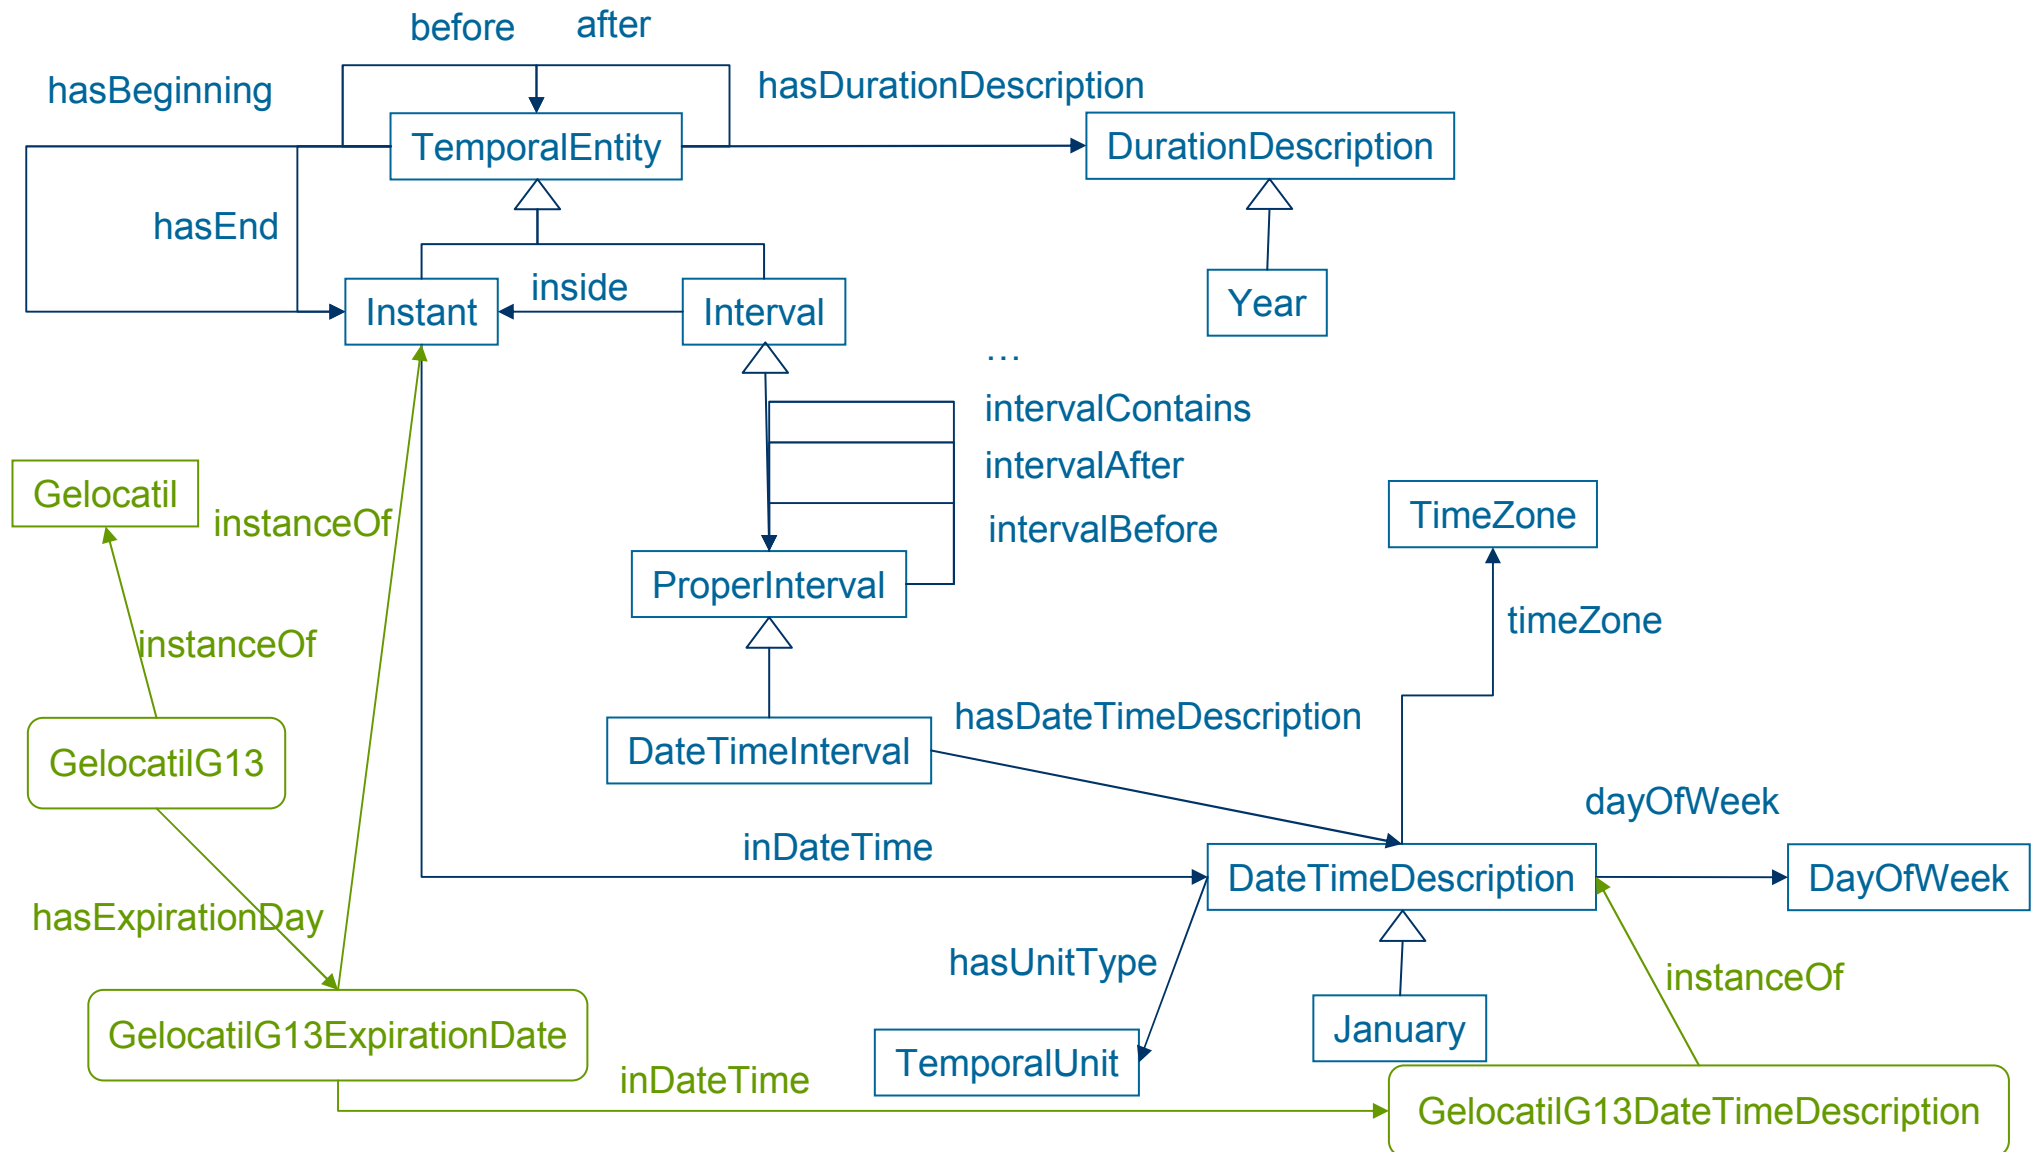 before
after
hasBeginning
hasDurationDescription
TemporalEntity
DurationDescription
hasEnd
inside
Instant
Interval
Year
…
intervalContains
intervalAfter
intervalBefore
Gelocatil
instanceOf
TimeZone
ProperInterval
timeZone
instanceOf
hasDateTimeDescription
GelocatilG13
DateTimeInterval
dayOfWeek
inDateTime
DateTimeDescription
DayOfWeek
hasExpirationDay
hasUnitType
instanceOf
GelocatilG13ExpirationDate
January
TemporalUnit
inDateTime
GelocatilG13DateTimeDescription